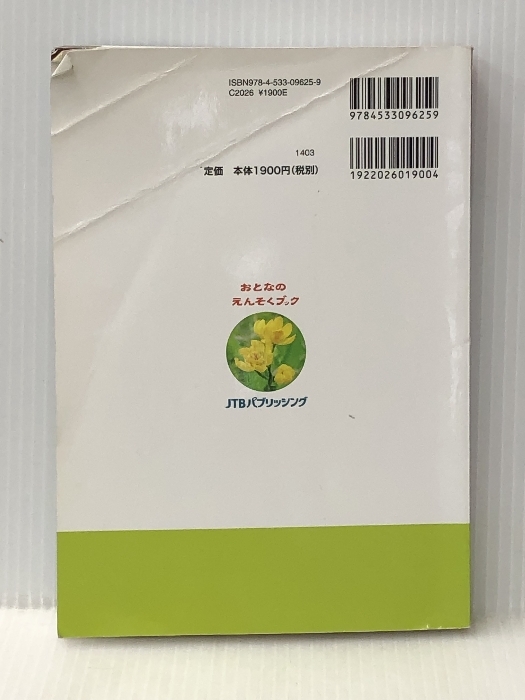 ISBN978-4-533-09625-9
C2026 ¥1900E
9784533096259
1403
定価 本体1900円(税別)
1922026019004
おとなの
えんそくブック
JTBパブリッシング